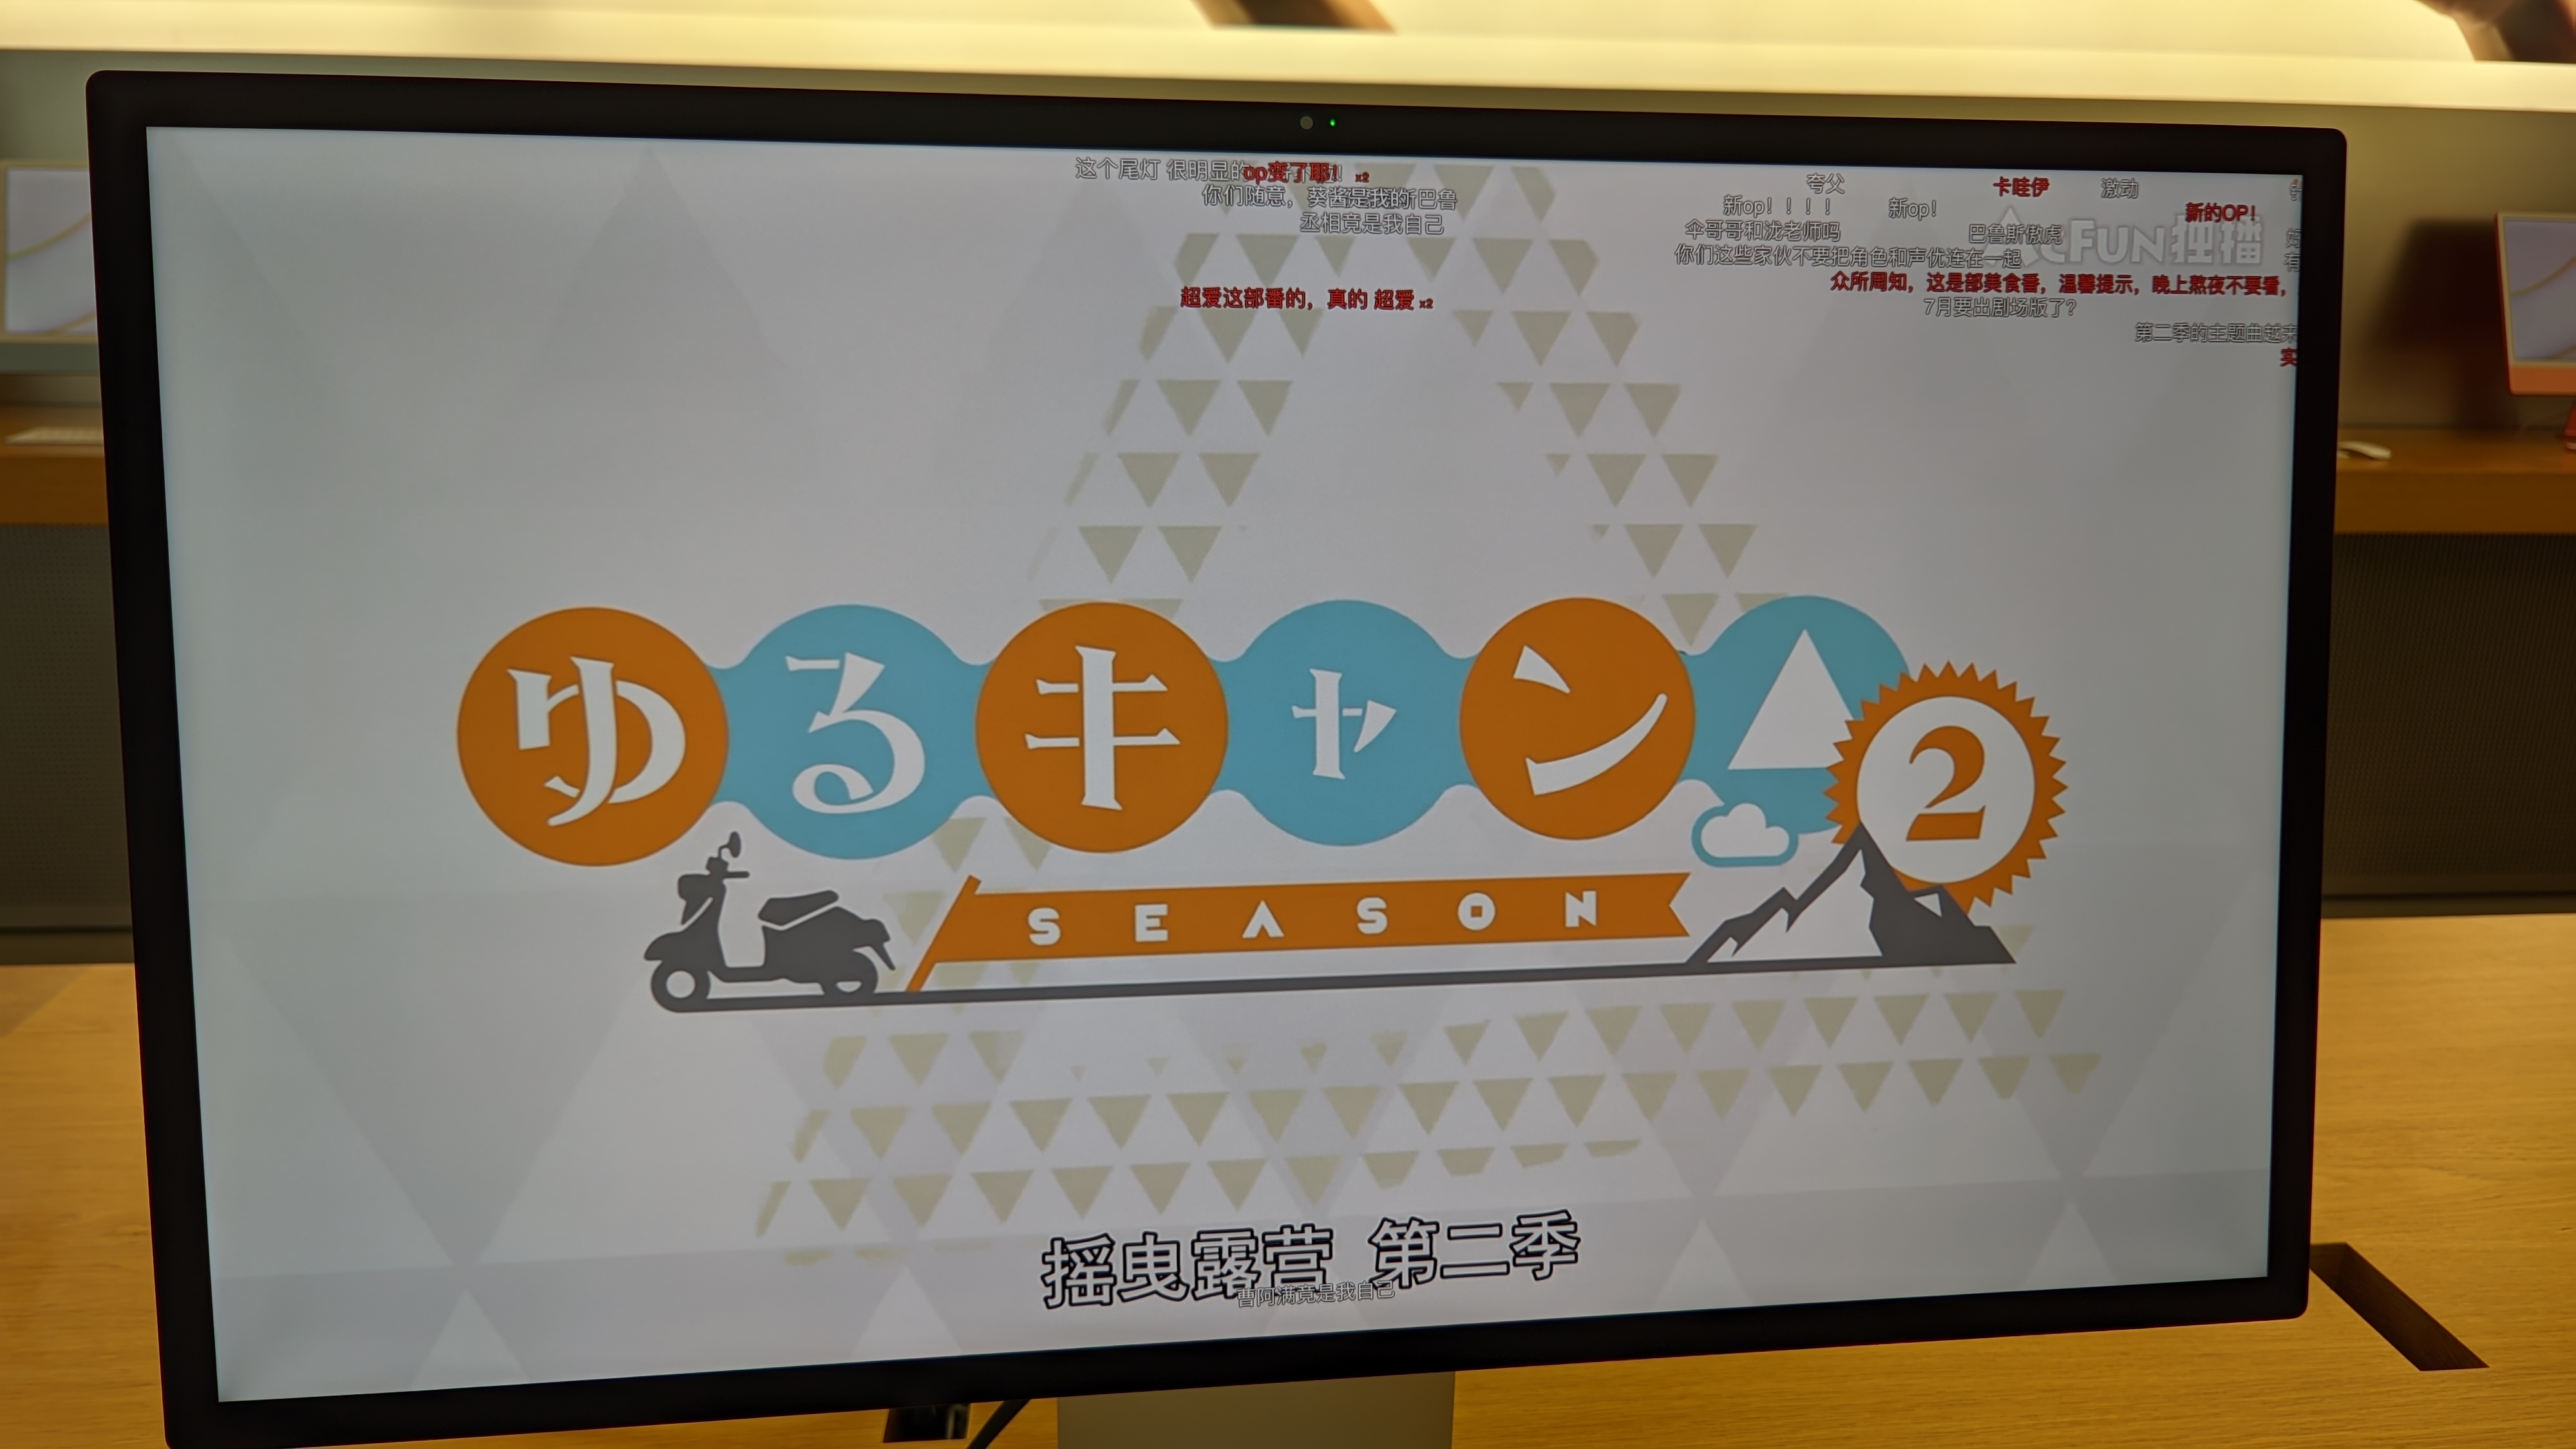 这个尾灯 很明显的
op变了耶! x2
你们随意，葵酱是我的
丞相竟是我自己
超爱这部番的，真的 超爱 x2
夸父
卡哇伊
激动
新op！！！！
新op!
新的OP!
伞哥哥和泷老师吗
巴鲁斯傲虎
AcFUN独播
你们这些家伙不要把角色和声优连在一起
众所周知，这是部美食番，温馨提示，晚上熬夜不要看，
7月要出剧场版了?
第二季的主题曲越来
ゆるキャン△
2
SEASON
摇曳露营 第二季
曹阿满竟是我自己